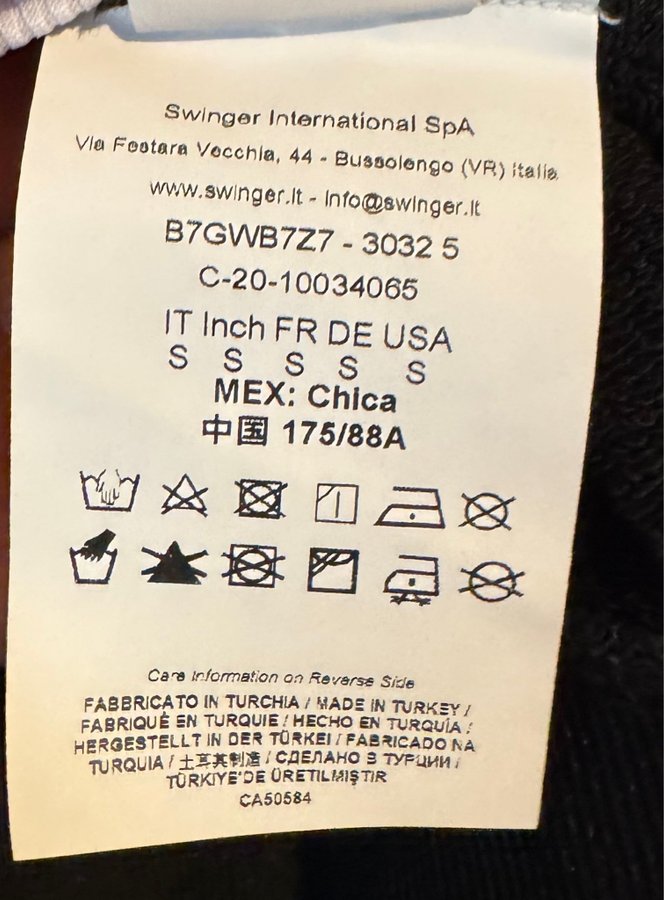 Swinger International SpA
Via Festara Vecchia, 44 - Bussolengo (VR) Italia
www.swinger.it - info@swinger.it
B7GWB7Z7 - 3032 5
C-20-10034065
IT Inch FR DE USA
S S S S S
MEX: Chica
中国 175/88A
Care Information on Reverse Side
FABBRICATO IN TURCHIA / MADE IN TURKEY /
FABRIQUÉ EN TURQUIE / HECHO EN TURQUÍA /
HERGESTELLT IN DER TÜRKEI / FABRICADO NA
TURQUIA / 土耳其制造 / СДЕЛАНО В ТУРЦИИ /
TÜRKİYE'DE ÜRETİLMİŞTİR
CA50584